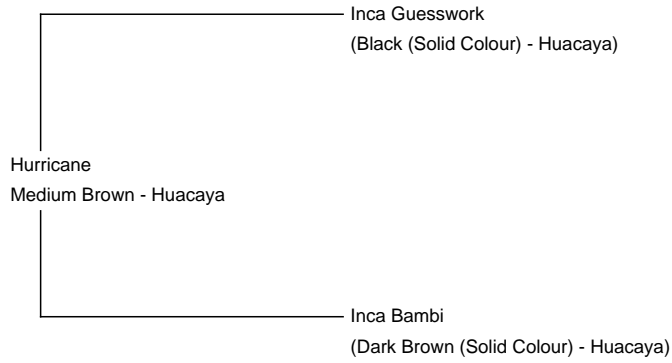 Inca Guesswork
(Black (Solid Colour) - Huacaya)
Hurricane
Medium Brown - Huacaya
Inca Bambi
(Dark Brown (Solid Colour) - Huacaya)